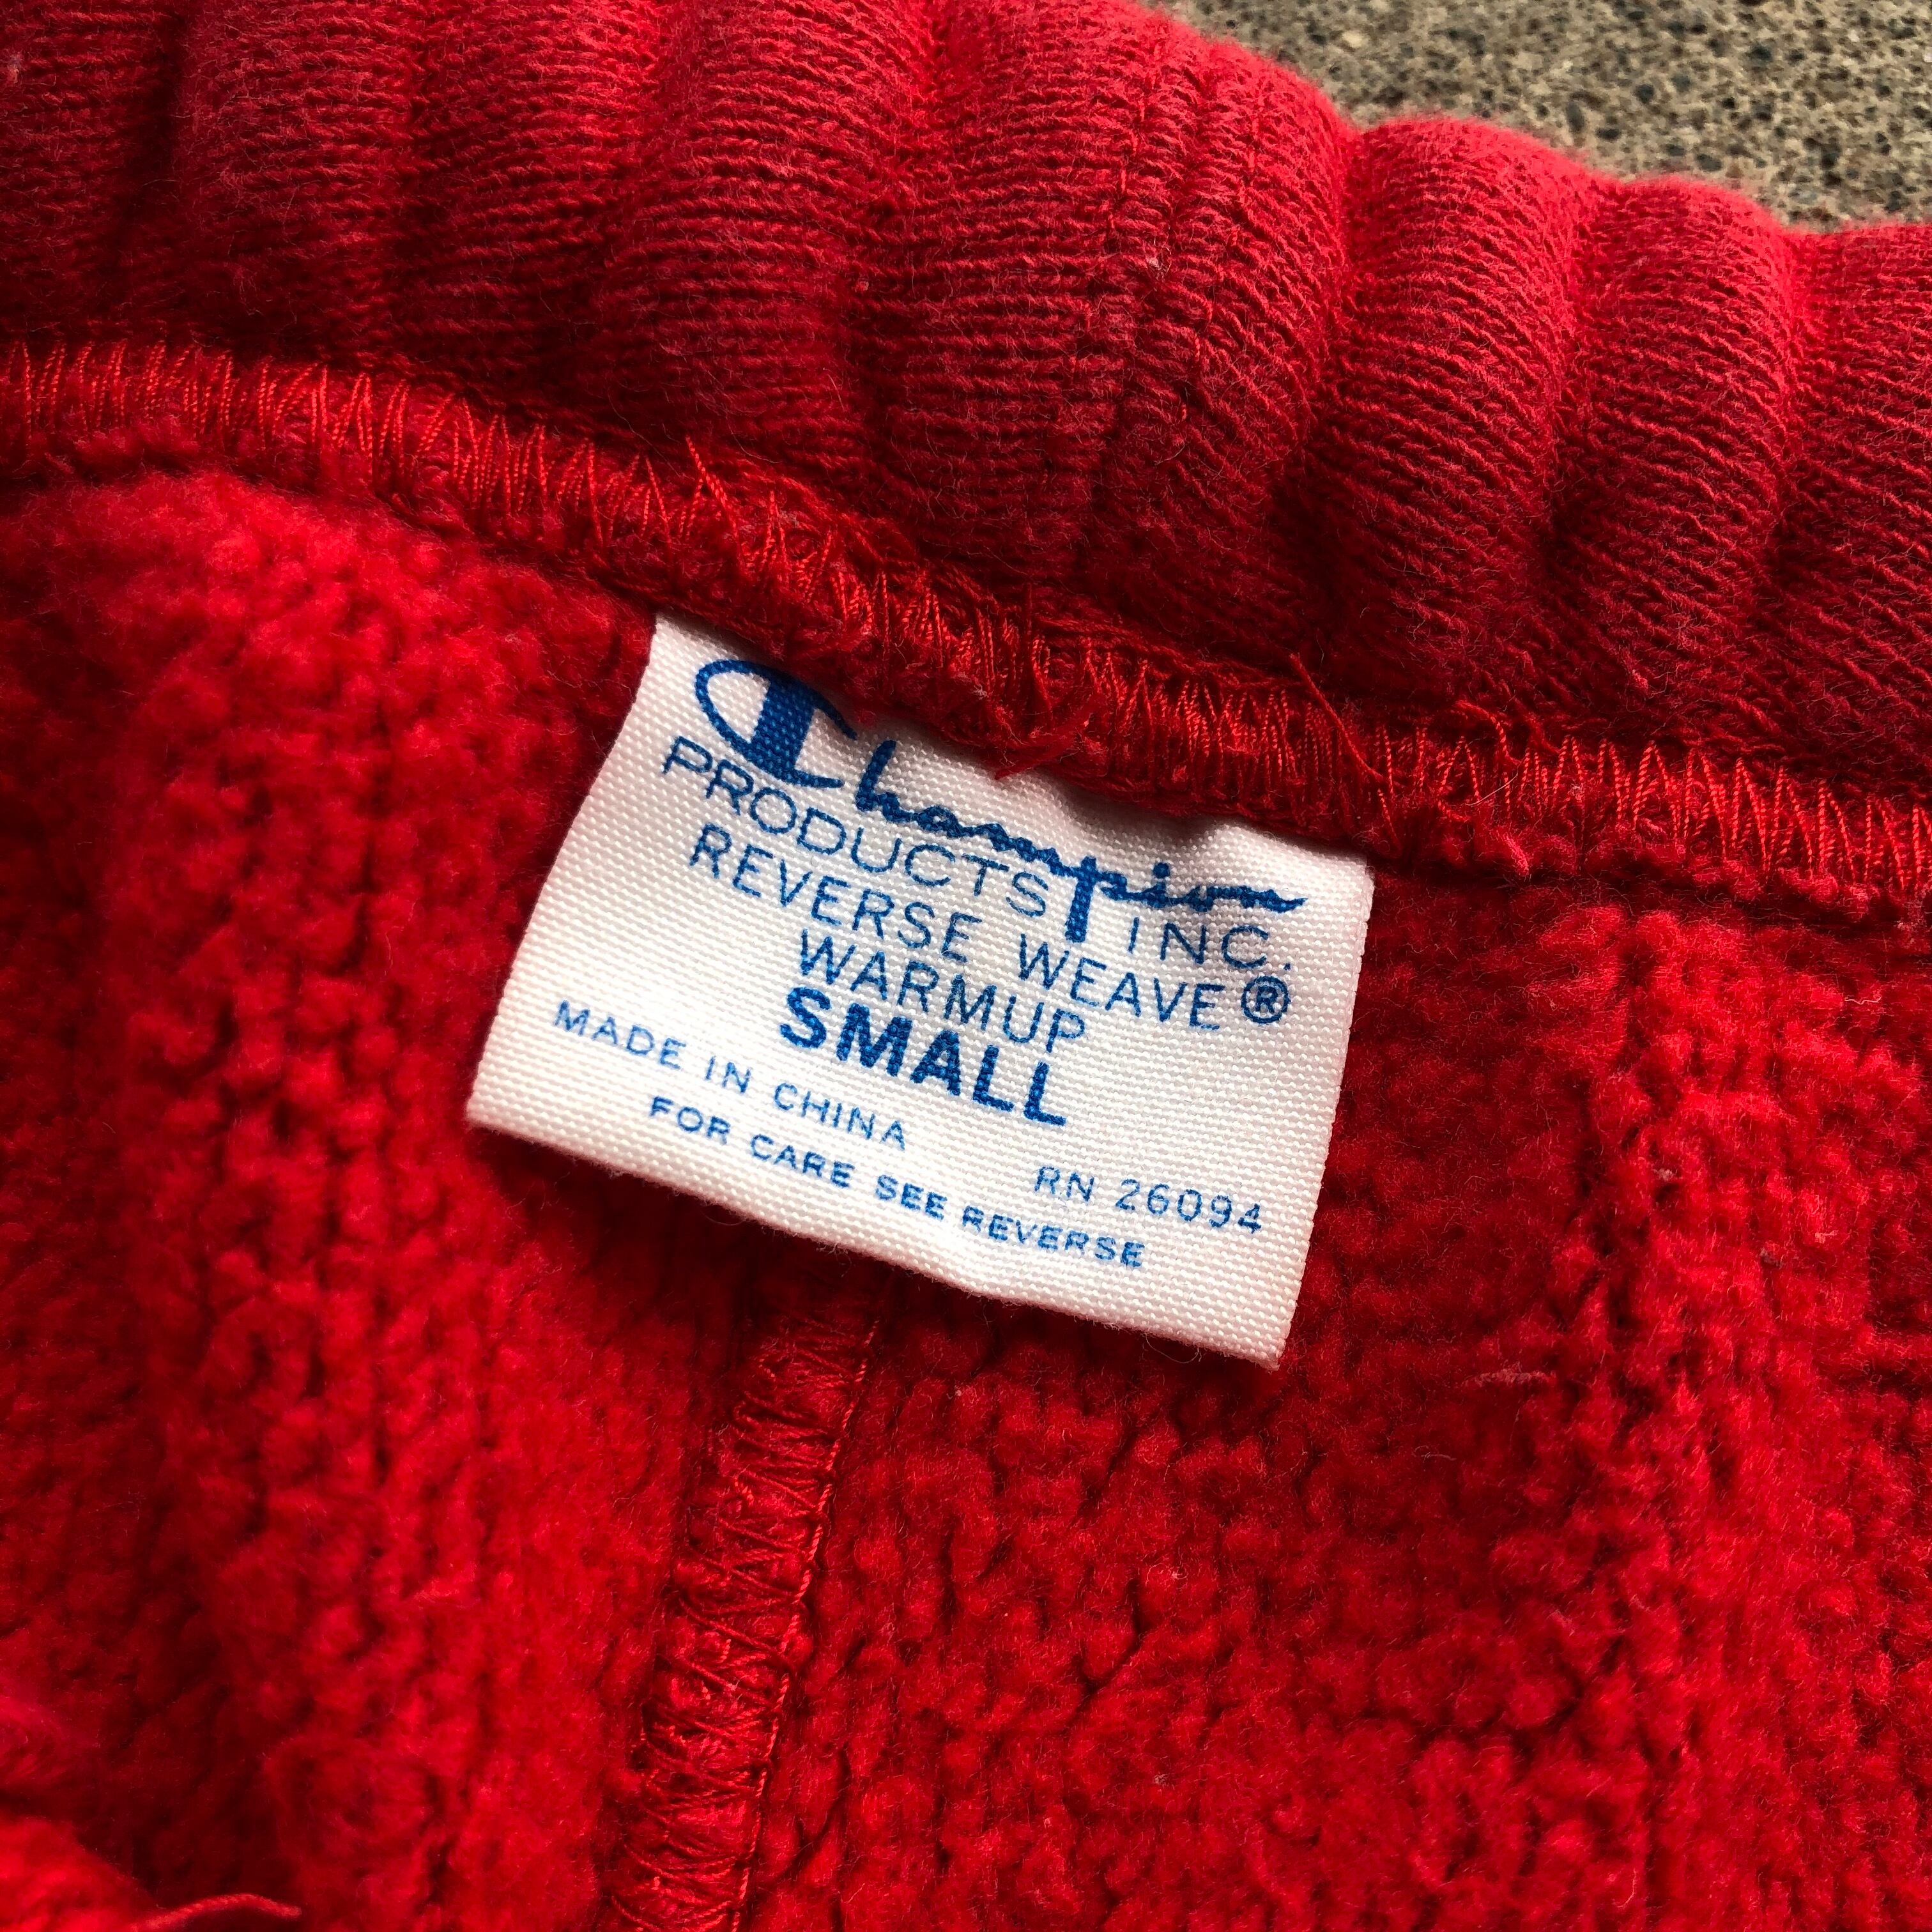 Champion
PRODUCTS INC.
REVERSE WEAVE®
WARMUP
SMALL
MADE IN CHINA
RN 26094
FOR CARE SEE REVERSE